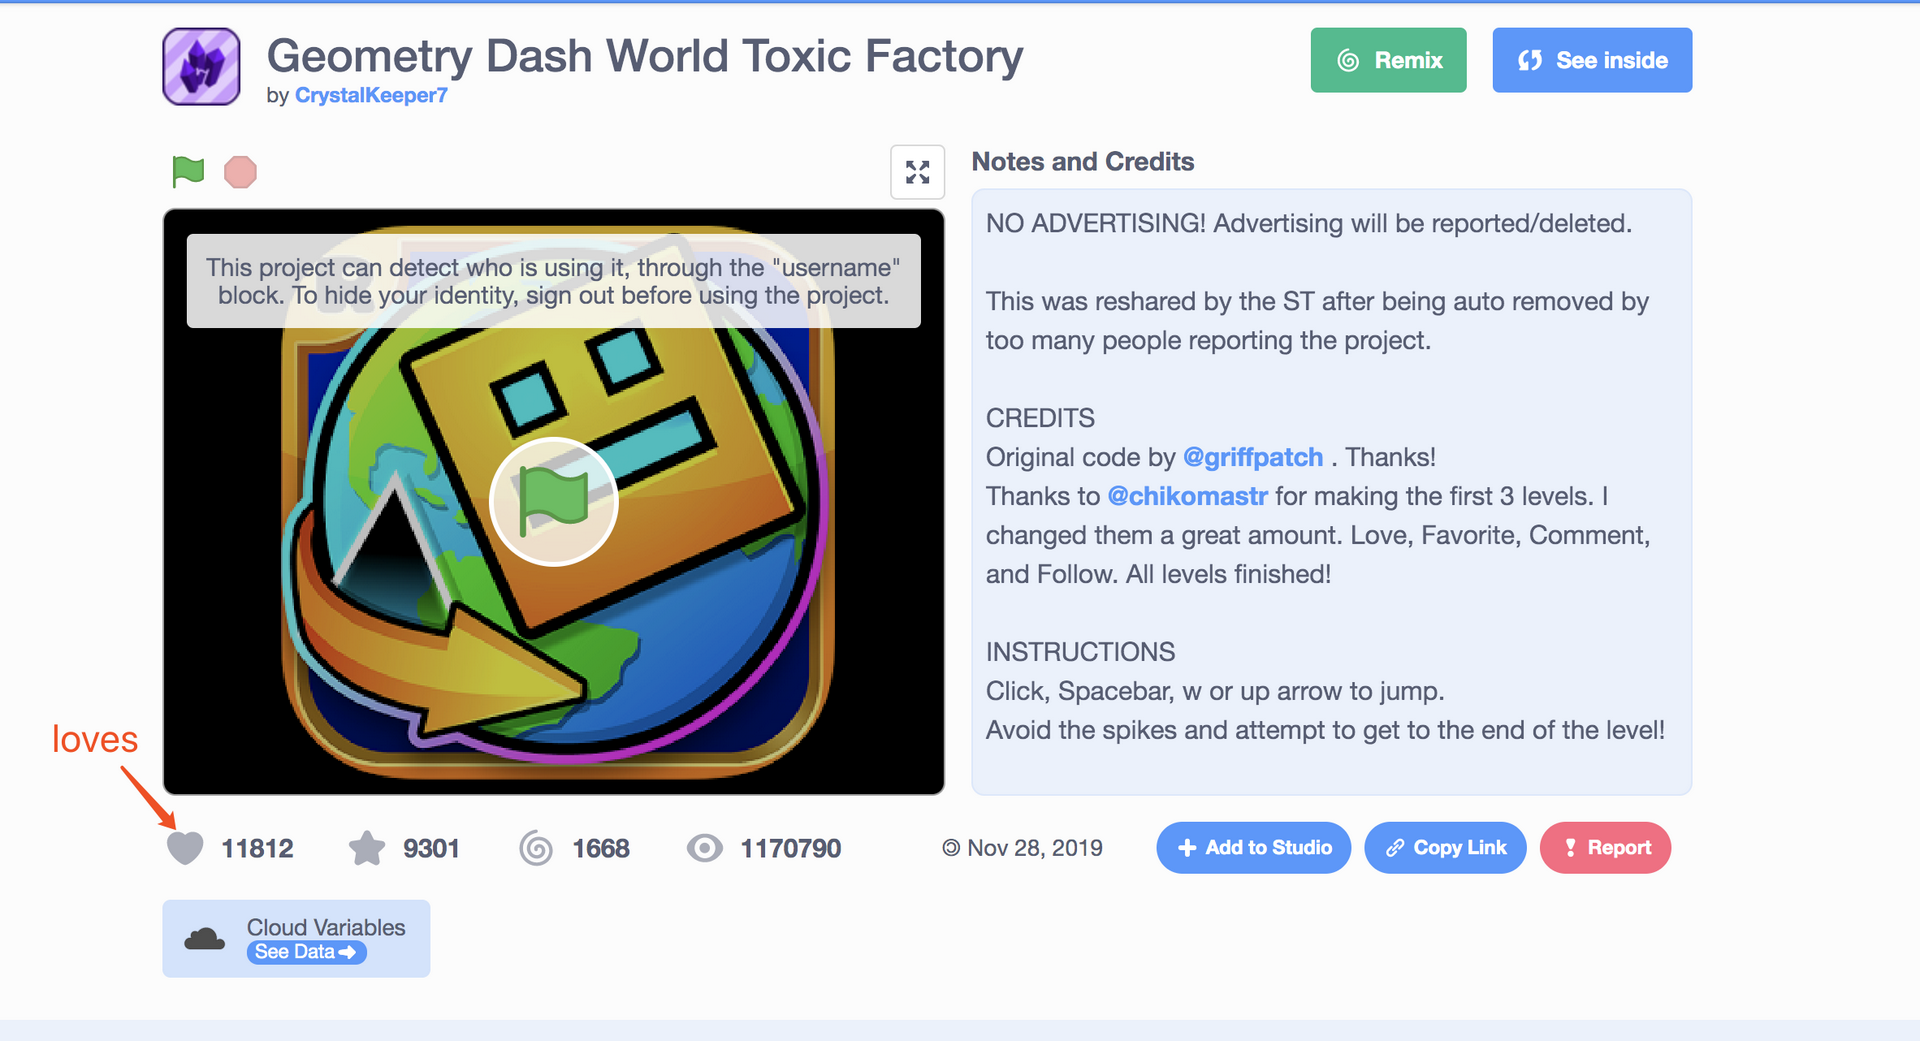 Geometry Dash World Toxic Factory
by CrystalKeeper7
Remix
See inside
This project can detect who is using it, through the "username"
block. To hide your identity, sign out before using the project.
Notes and Credits
NO ADVERTISING! Advertising will be reported/deleted.
This was reshared by the ST after being auto removed by
too many people reporting the project.
CREDITS
Original code by @griffpatch . Thanks!
Thanks to @chikomastr for making the first 3 levels. I
changed them a great amount. Love, Favorite, Comment,
and Follow. All levels finished!
INSTRUCTIONS
Click, Spacebar, w or up arrow to jump.
Avoid the spikes and attempt to get to the end of the level!
loves
11812
9301
1668
1170790
© Nov 28, 2019
Add to Studio
Copy Link
Report
Cloud Variables
See Data